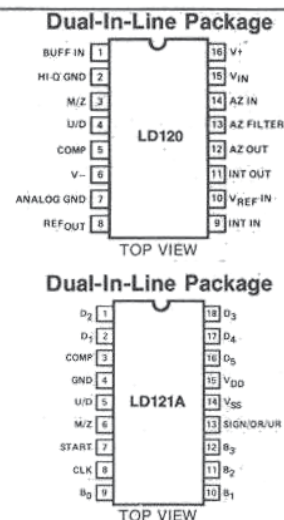 Dual-In-Line Package
BUFF IN 1 16 V+
HI-Q GND 2 15 VIN
M/Z 3 14 AZ IN
U/D 4 13 AZ FILTER
LD120
COMP 5 12 AZ OUT
V− 6 11 INT OUT
ANALOG GND 7 10 VREF IN
REFOUT 8 9 INT IN
TOP VIEW
Dual-In-Line Package
D2 1 18 D3
D1 2 17 D4
COMP 3 16 D5
GND 4 15 VDD
U/D 5 LD121A 14 VSS
M/Z 6 13 SIGN/OR/UR
START 7 12 B3
CLK 8 11 B2
B0 9 10 B1
TOP VIEW